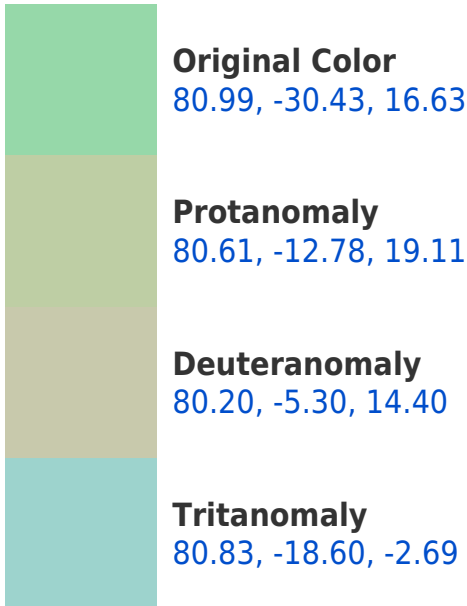 Original Color
80.99, -30.43, 16.63
Protanomaly
80.61, -12.78, 19.11
Deuteranomaly
80.20, -5.30, 14.40
Tritanomaly
80.83, -18.60, -2.69